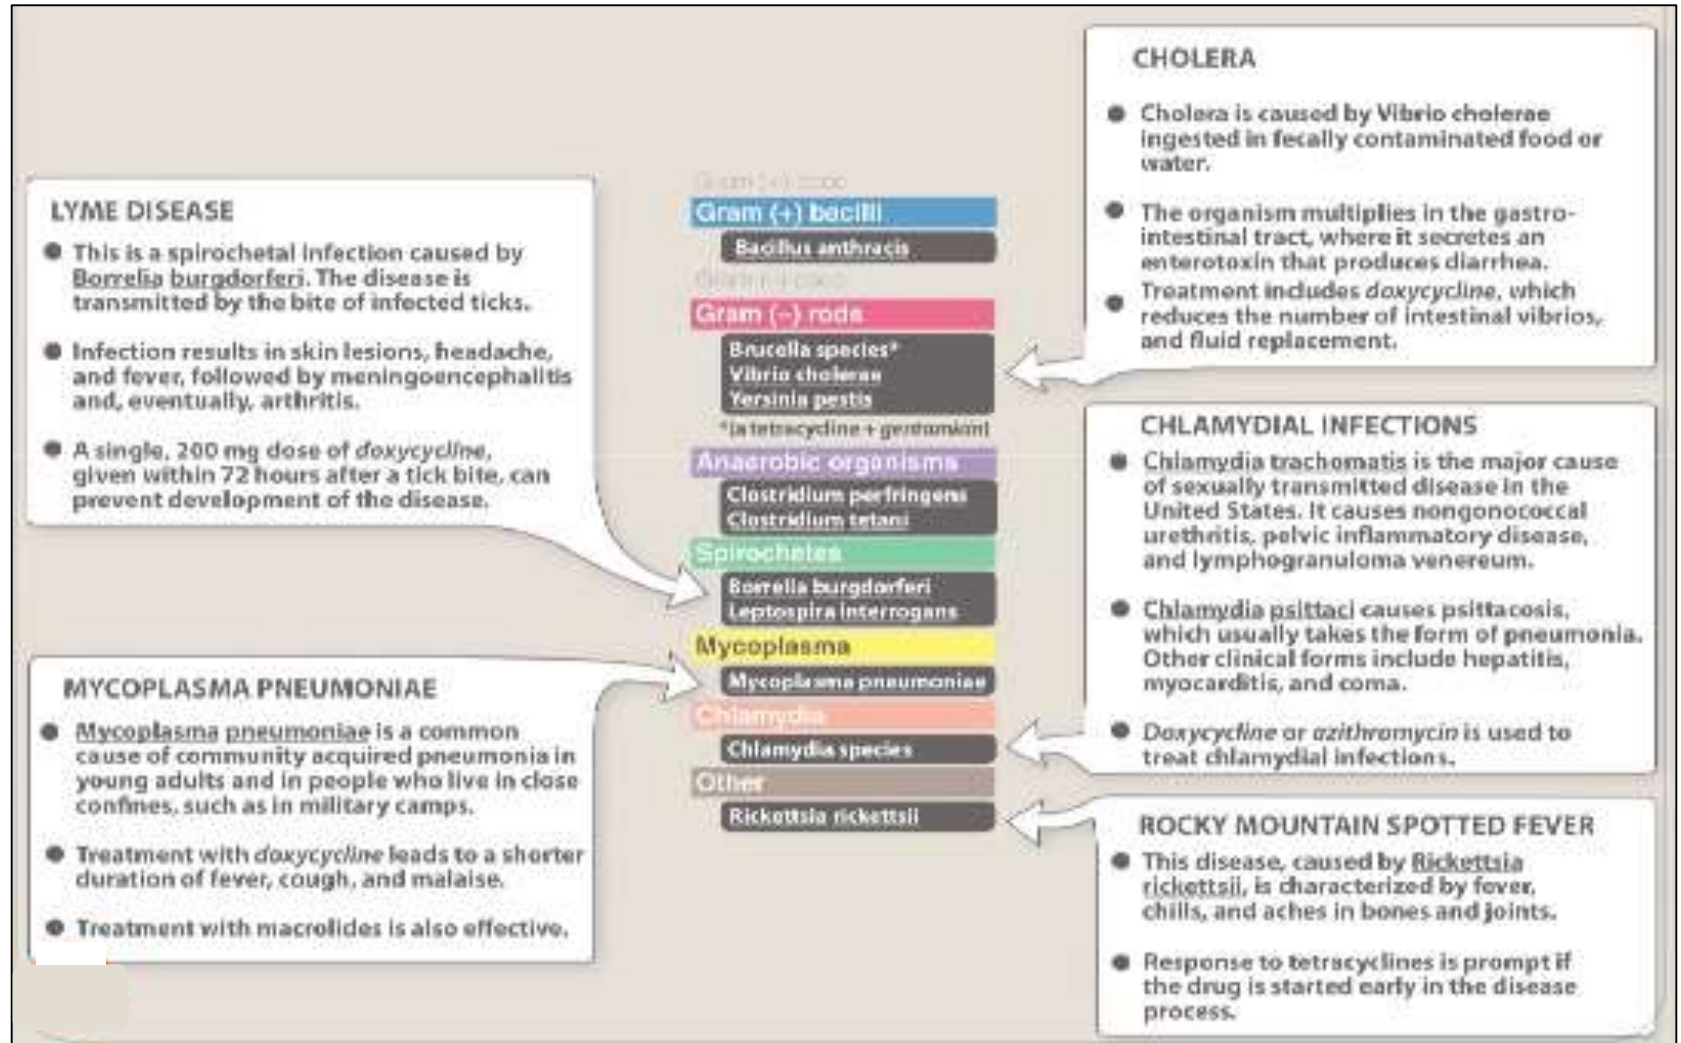 LYME DISEASE
● This is a spirochetal infection caused by
Borrelia burgdorferi. The disease is
transmitted by the bite of infected ticks.
● Infection results in skin lesions, headache,
and fever, followed by meningoencephalitis
and, eventually, arthritis.
● A single, 200 mg dose of doxycycline,
given within 72 hours after a tick bite, can
prevent development of the disease.
MYCOPLASMA PNEUMONIAE
● Mycoplasma pneumoniae is a common
cause of community acquired pneumonia in
young adults and in people who live in close
confines, such as in military camps.
● Treatment with doxycycline leads to a shorter
duration of fever, cough, and malaise.
● Treatment with macrolides is also effective.
Gram (+) cocci
Gram (+) bacilli
Bacillus anthracis
Gram (–) cocci
Gram (–) rods
Brucella species*
Vibrio cholerae
Yersinia pestis
*(a tetracycline + gentamicin)
Anaerobic organisms
Clostridium perfringens
Clostridium tetani
Spirochetes
Borrelia burgdorferi
Leptospira interrogans
Mycoplasma
Mycoplasma pneumoniae
Chlamydia
Chlamydia species
Other
Rickettsia rickettsii
CHOLERA
● Cholera is caused by Vibrio cholerae
ingested in fecally contaminated food or
water.
● The organism multiplies in the gastro-
intestinal tract, where it secretes an
enterotoxin that produces diarrhea.
● Treatment includes doxycycline, which
reduces the number of intestinal vibrios,
and fluid replacement.
CHLAMYDIAL INFECTIONS
● Chlamydia trachomatis is the major cause
of sexually transmitted disease in the
United States. It causes nongonococcal
urethritis, pelvic inflammatory disease,
and lymphogranuloma venereum.
● Chlamydia psittaci causes psittacosis,
which usually takes the form of pneumonia.
Other clinical forms include hepatitis,
myocarditis, and coma.
● Doxycycline or azithromycin is used to
treat chlamydial infections.
ROCKY MOUNTAIN SPOTTED FEVER
● This disease, caused by Rickettsia
rickettsii, is characterized by fever,
chills, and aches in bones and joints.
● Response to tetracyclines is prompt if
the drug is started early in the disease
process.